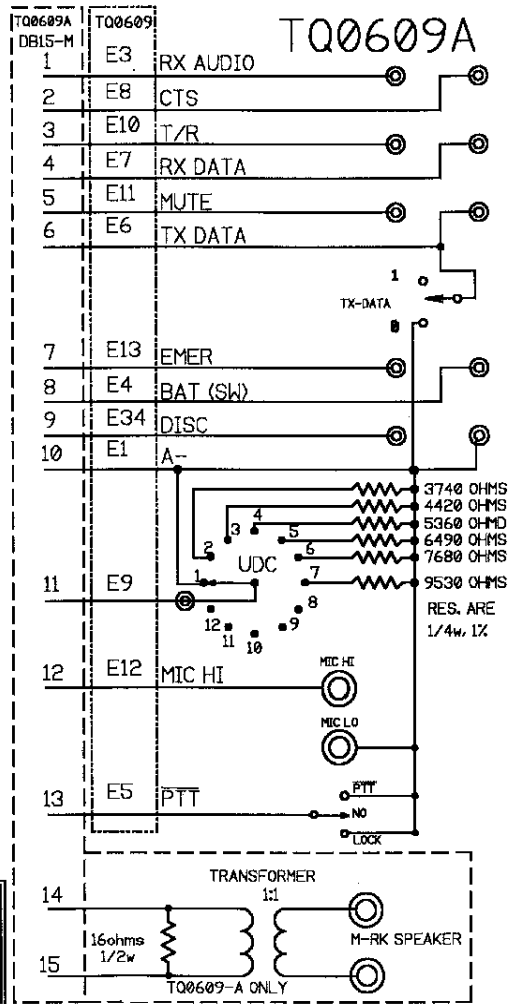 TQ0609A
TQ0609A
DB15-M
TQ0609
1 E3 RX AUDIO
2 E8 CTS
3 E10 T/R
4 E7 RX DATA
5 E11 MUTE
6 E6 TX DATA
1
TX-DATA
0
7 E13 EMER
8 E4 BAT (SW)
9 E34 DISC
10 E1 A-
3740 OHMS
4420 OHMS
5360 OHMD
6490 OHMS
7680 OHMS
9530 OHMS
RES. ARE
1/4w, 1%
UDC
1
2
3
4
5
6
7
8
9
10
11
12
11 E9
12 E12 MIC HI
MIC HI
MIC LO
13 E5 PTT
PTT
NO
LOCK
TRANSFORMER
1:1
14
16ohms
1/2w
M-RK SPEAKER
15
TQ0609-A ONLY